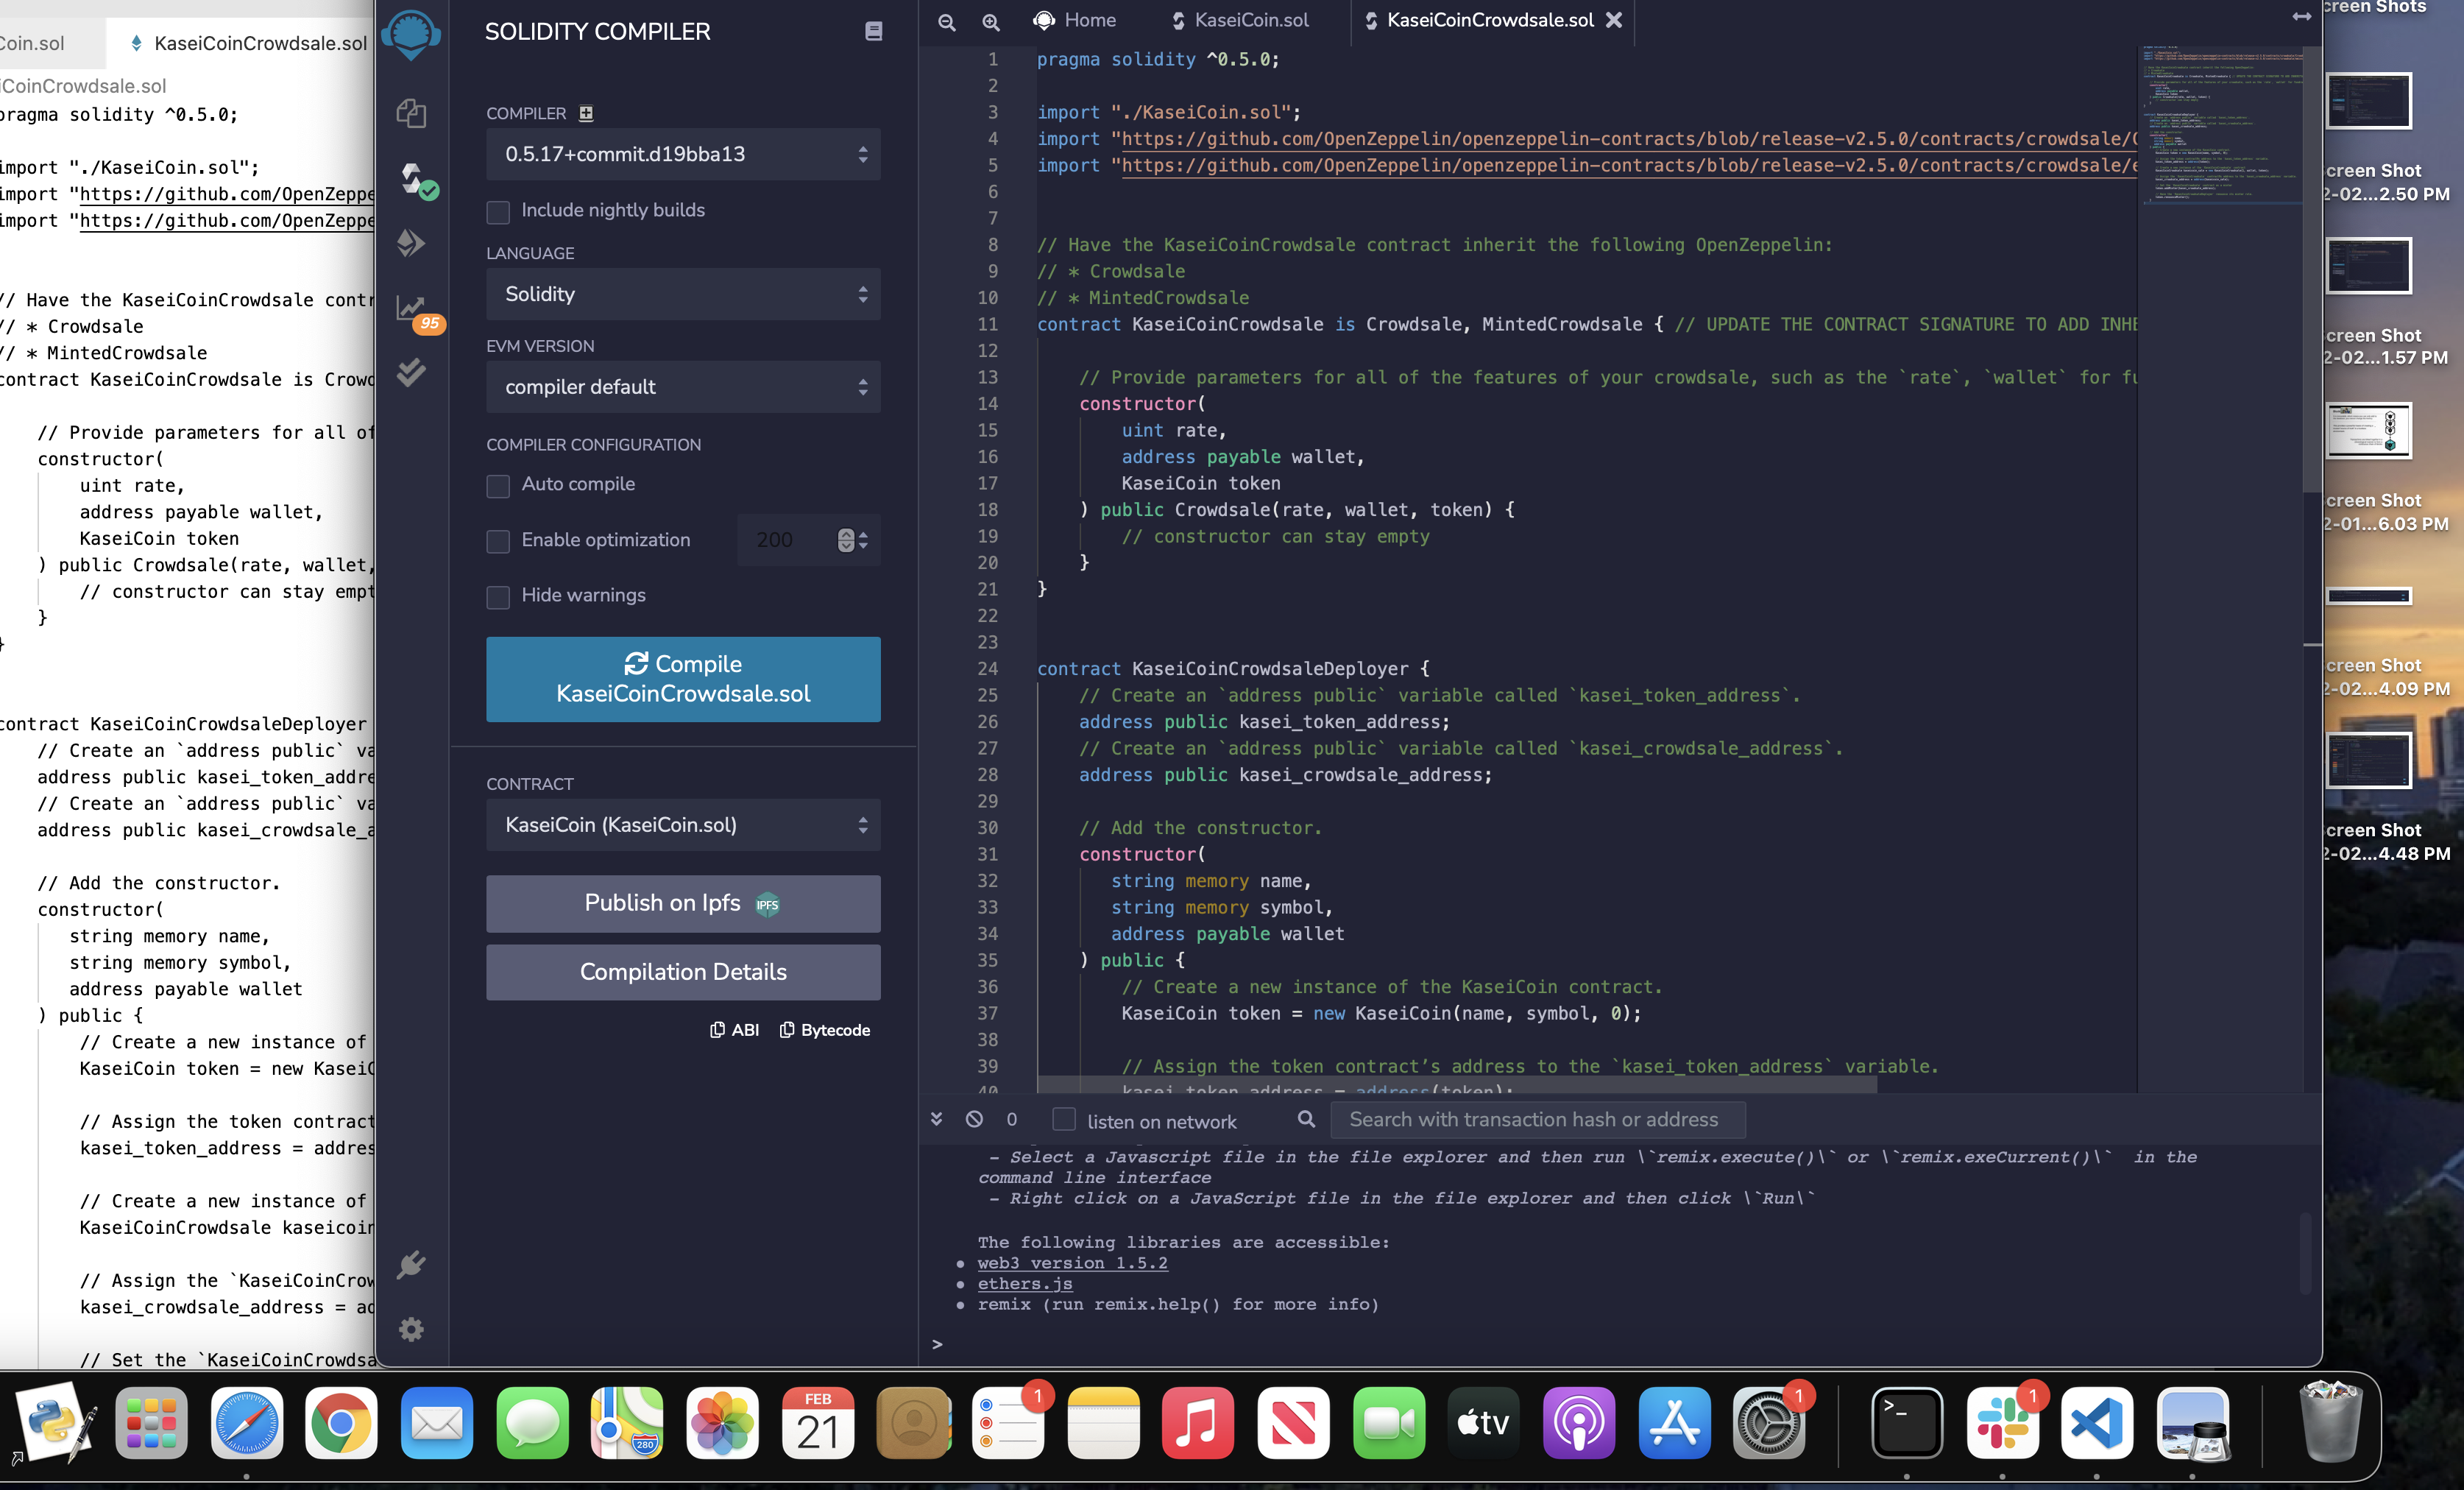 Coin.sol
KaseiCoinCrowdsale.sol
iCoinCrowdsale.sol
pragma solidity ^0.5.0;
import "./KaseiCoin.sol";
import "https://github.com/OpenZeppe
import "https://github.com/OpenZeppe
// Have the KaseiCoinCrowdsale contr
// * Crowdsale
// * MintedCrowdsale
contract KaseiCoinCrowdsale is Crowd
// Provide parameters for all of
constructor(
uint rate,
address payable wallet,
KaseiCoin token
) public Crowdsale(rate, wallet,
// constructor can stay empt
}
}
contract KaseiCoinCrowdsaleDeployer
// Create an `address public` va
address public kasei_token_addre
// Create an `address public` va
address public kasei_crowdsale_a
// Add the constructor.
constructor(
string memory name,
string memory symbol,
address payable wallet
) public {
// Create a new instance of
KaseiCoin token = new KaseiC
// Assign the token contract
kasei_token_address = addres
// Create a new instance of
KaseiCoinCrowdsale kaseicoin
// Assign the `KaseiCoinCrow
kasei_crowdsale_address = ad
// Set the `KaseiCoinCrowdsa
95
SOLIDITY COMPILER
COMPILER
0.5.17+commit.d19bba13
Include nightly builds
LANGUAGE
Solidity
EVM VERSION
compiler default
COMPILER CONFIGURATION
Auto compile
Enable optimization
200
Hide warnings
Compile
KaseiCoinCrowdsale.sol
CONTRACT
KaseiCoin (KaseiCoin.sol)
Publish on Ipfs IPFS
Compilation Details
ABI Bytecode
Home
KaseiCoin.sol
KaseiCoinCrowdsale.sol
1 pragma solidity ^0.5.0;
2
3 import "./KaseiCoin.sol";
4 import "https://github.com/OpenZeppelin/openzeppelin-contracts/blob/release-v2.5.0/contracts/crowdsale/C
5 import "https://github.com/OpenZeppelin/openzeppelin-contracts/blob/release-v2.5.0/contracts/crowdsale/e
6
7
8 // Have the KaseiCoinCrowdsale contract inherit the following OpenZeppelin:
9 // * Crowdsale
10 // * MintedCrowdsale
11 contract KaseiCoinCrowdsale is Crowdsale, MintedCrowdsale { // UPDATE THE CONTRACT SIGNATURE TO ADD INHE
12
13 // Provide parameters for all of the features of your crowdsale, such as the `rate`, `wallet` for fu
14 constructor(
15 uint rate,
16 address payable wallet,
17 KaseiCoin token
18 ) public Crowdsale(rate, wallet, token) {
19 // constructor can stay empty
20 }
21 }
22
23
24 contract KaseiCoinCrowdsaleDeployer {
25 // Create an `address public` variable called `kasei_token_address`.
26 address public kasei_token_address;
27 // Create an `address public` variable called `kasei_crowdsale_address`.
28 address public kasei_crowdsale_address;
29
30 // Add the constructor.
31 constructor(
32 string memory name,
33 string memory symbol,
34 address payable wallet
35 ) public {
36 // Create a new instance of the KaseiCoin contract.
37 KaseiCoin token = new KaseiCoin(name, symbol, 0);
38
39 // Assign the token contract’s address to the `kasei_token_address` variable.
40 kasei_token_address = address(token);
0
listen on network
Search with transaction hash or address
- Select a Javascript file in the file explorer and then run \`remix.execute()\` or \`remix.exeCurrent()\` in the
command line interface
- Right click on a JavaScript file in the file explorer and then click \`Run\`
The following libraries are accessible:
web3 version 1.5.2
ethers.js
remix (run remix.help() for more info)
>
creen Shots
creen Shot
2-02...2.50 PM
creen Shot
2-02...1.57 PM
creen Shot
2-01...6.03 PM
creen Shot
2-02...4.09 PM
creen Shot
2-02...4.48 PM
280
FEB
21
1
tv
1
>_
1